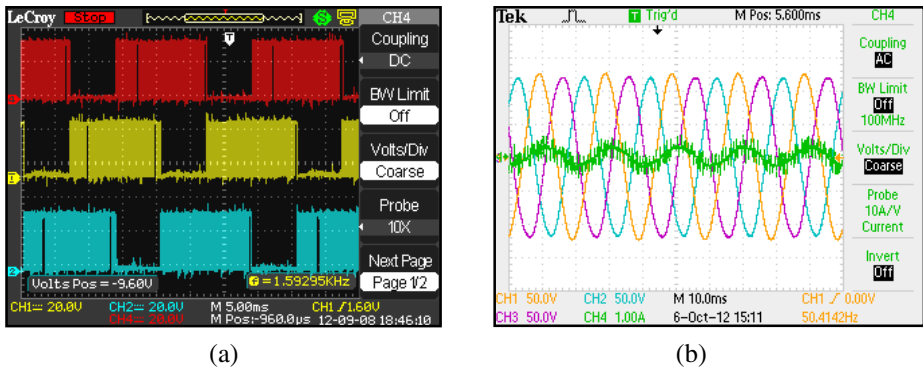 LeCroy Stop CH4
Coupling
DC
BW Limit
Off
Volts/Div
Coarse
Probe
10X
Next Page
Page 1/2
T
1
2
Volts Pos = -9.60V
= 1.59295KHz
CH1 20.0V CH2 20.0V M 5.00ms CH1 1.60V
CH4 20.0V M Pos:-960.0µs 12-09-08 18:46:10
(a)
Tek T Trig'd M Pos: 5.600ms CH4
Coupling
AC
BW Limit
Off
100MHz
Volts/Div
Coarse
Probe
10A/V
Current
Invert
Off
CH1 50.0V CH2 50.0V M 10.0ms CH1 0.00V
CH3 50.0V CH4 1.00A 6-Oct-12 15:11 50.4142Hz
(b)